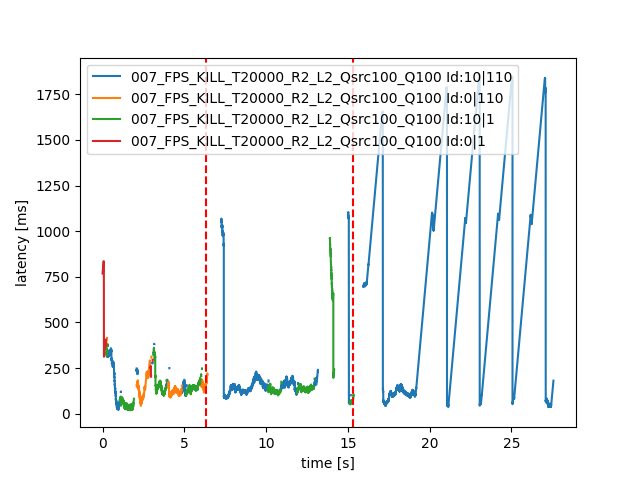 007_FPS_KILL_T20000_R2_L2_Qsrc100_Q100 Id:10|110
007_FPS_KILL_T20000_R2_L2_Qsrc100_Q100 Id:0|110
007_FPS_KILL_T20000_R2_L2_Qsrc100_Q100 Id:10|1
007_FPS_KILL_T20000_R2_L2_Qsrc100_Q100 Id:0|1
latency [ms]
1750
1500
1250
1000
750
500
250
0
0 5 10 15 20 25
time [s]